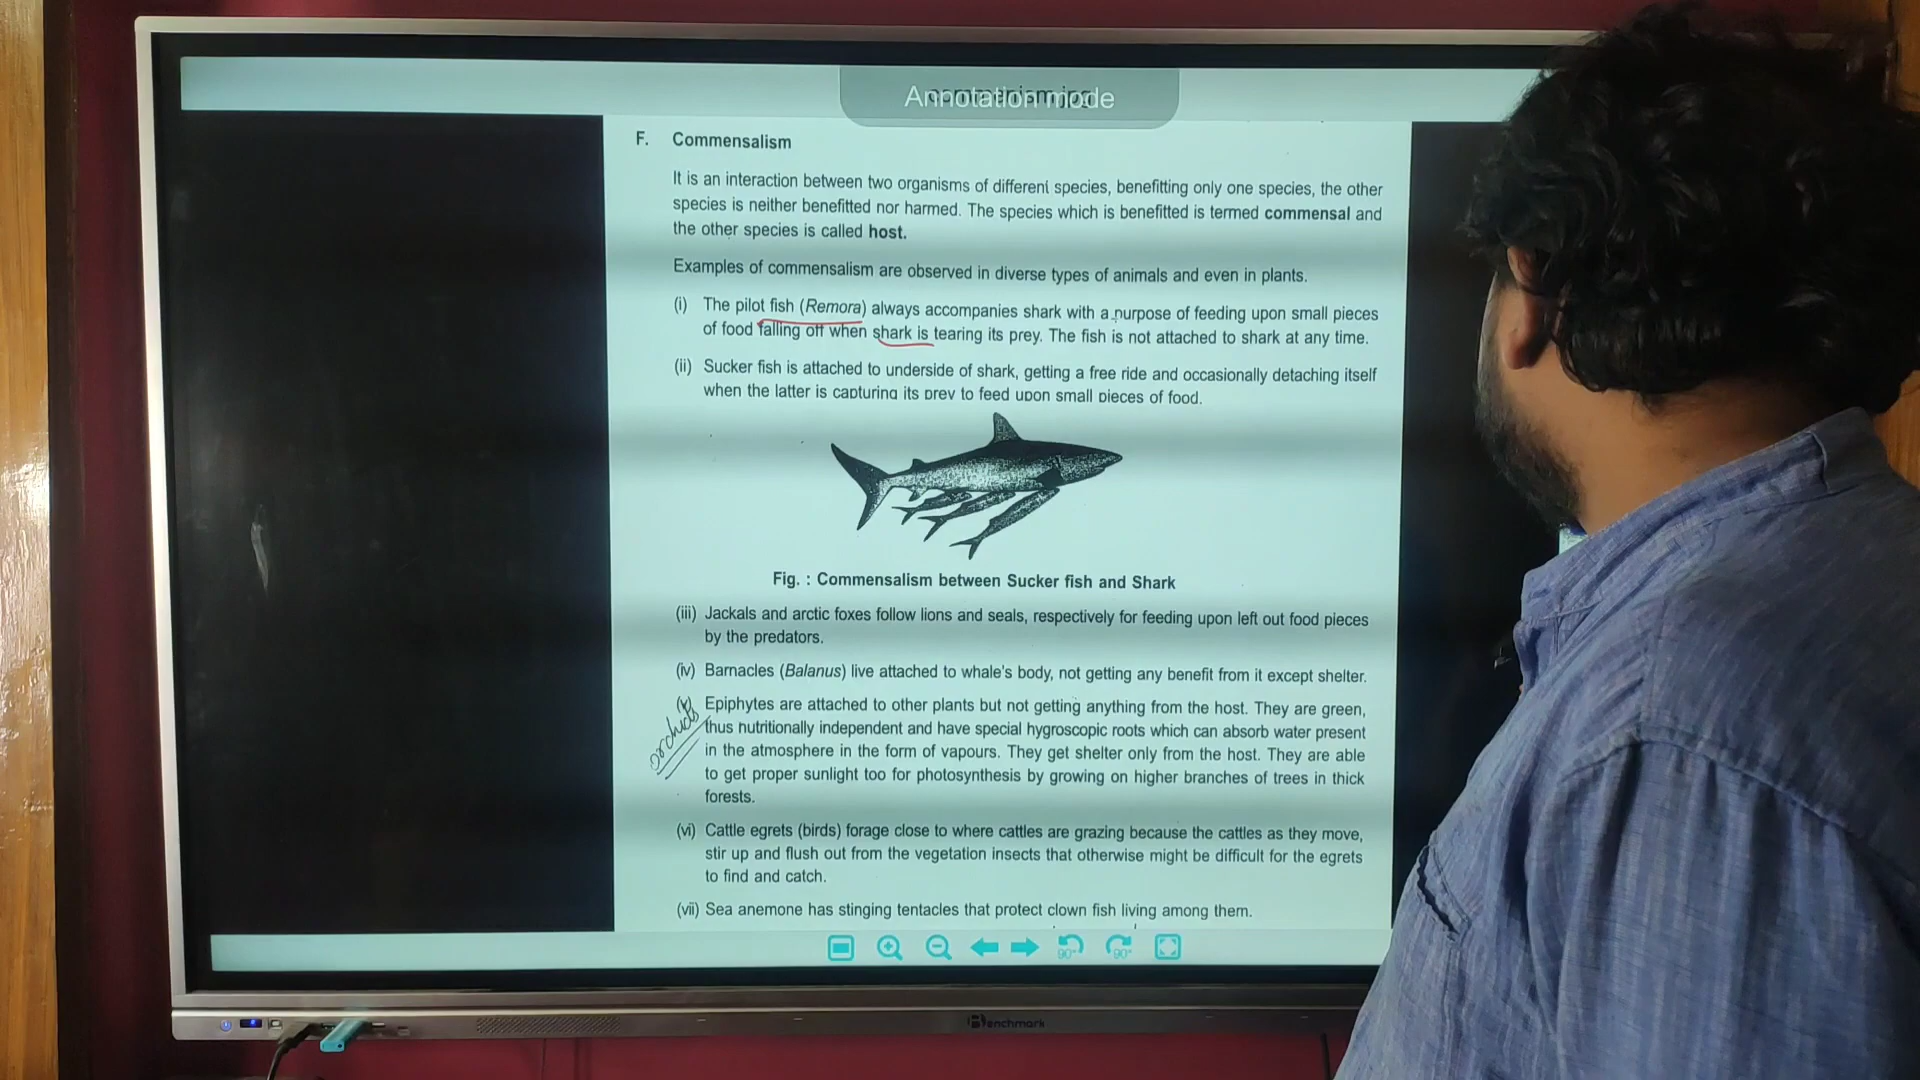 Annotation mode
F. Commensalism
It is an interaction between two organisms of different species, benefitting only one species, the other
species is neither benefitted nor harmed. The species which is benefitted is termed commensal and
the other species is called host.
Examples of commensalism are observed in diverse types of animals and even in plants.
(i) The pilot fish (Remora) always accompanies shark with a purpose of feeding upon small pieces
of food falling off when shark is tearing its prey. The fish is not attached to shark at any time.
(ii) Sucker fish is attached to underside of shark, getting a free ride and occasionally detaching itself
when the latter is capturing its prey to feed upon small pieces of food.
Fig. : Commensalism between Sucker fish and Shark
(iii) Jackals and arctic foxes follow lions and seals, respectively for feeding upon left out food pieces
by the predators.
(iv) Barnacles (Balanus) live attached to whale's body, not getting any benefit from it except shelter.
(v) Epiphytes are attached to other plants but not getting anything from the host. They are green,
thus nutritionally independent and have special hygroscopic roots which can absorb water present
in the atmosphere in the form of vapours. They get shelter only from the host. They are able
to get proper sunlight too for photosynthesis by growing on higher branches of trees in thick
forests.
orchids
(vi) Cattle egrets (birds) forage close to where cattles are grazing because the cattles as they move,
stir up and flush out from the vegetation insects that otherwise might be difficult for the egrets
to find and catch.
(vii) Sea anemone has stinging tentacles that protect clown fish living among them.
90° 90°
Benchmark